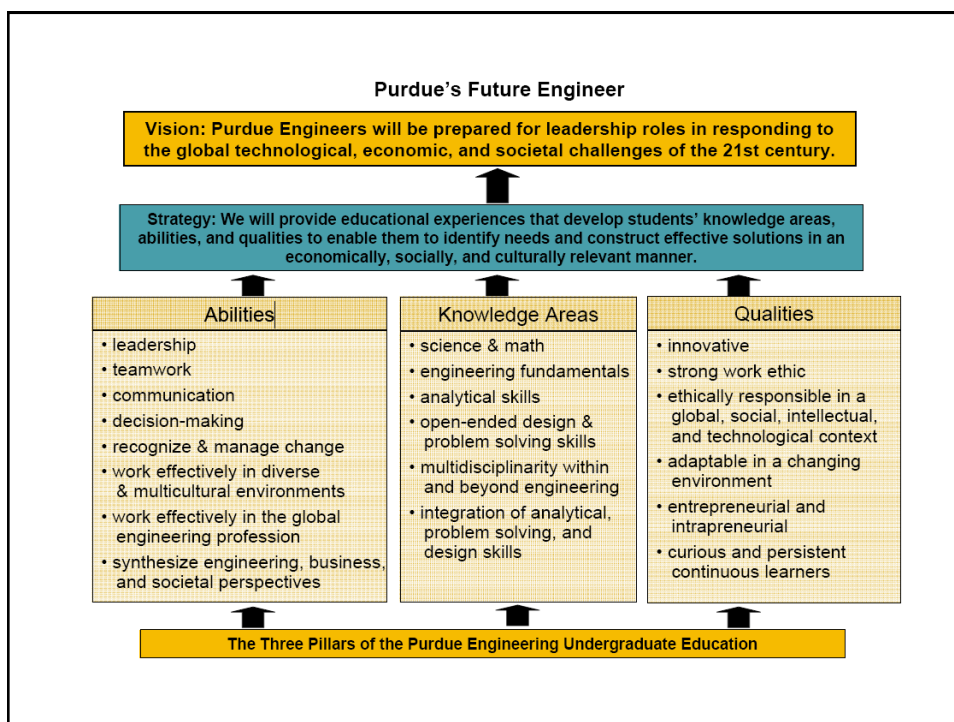 Purdue's Future Engineer
Vision: Purdue Engineers will be prepared for leadership roles in responding to
the global technological, economic, and societal challenges of the 21st century.
Strategy: We will provide educational experiences that develop students' knowledge areas,
abilities, and qualities to enable them to identify needs and construct effective solutions in an
economically, socially, and culturally relevant manner.
Abilities
• leadership
• teamwork
• communication
• decision-making
• recognize & manage change
• work effectively in diverse
& multicultural environments
• work effectively in the global
engineering profession
• synthesize engineering, business,
and societal perspectives
Knowledge Areas
• science & math
• engineering fundamentals
• analytical skills
• open-ended design &
problem solving skills
• multidisciplinarity within
and beyond engineering
• integration of analytical,
problem solving, and
design skills
Qualities
• innovative
• strong work ethic
• ethically responsible in a
global, social, intellectual,
and technological context
• adaptable in a changing
environment
• entrepreneurial and
intrapreneurial
• curious and persistent
continuous learners
The Three Pillars of the Purdue Engineering Undergraduate Education